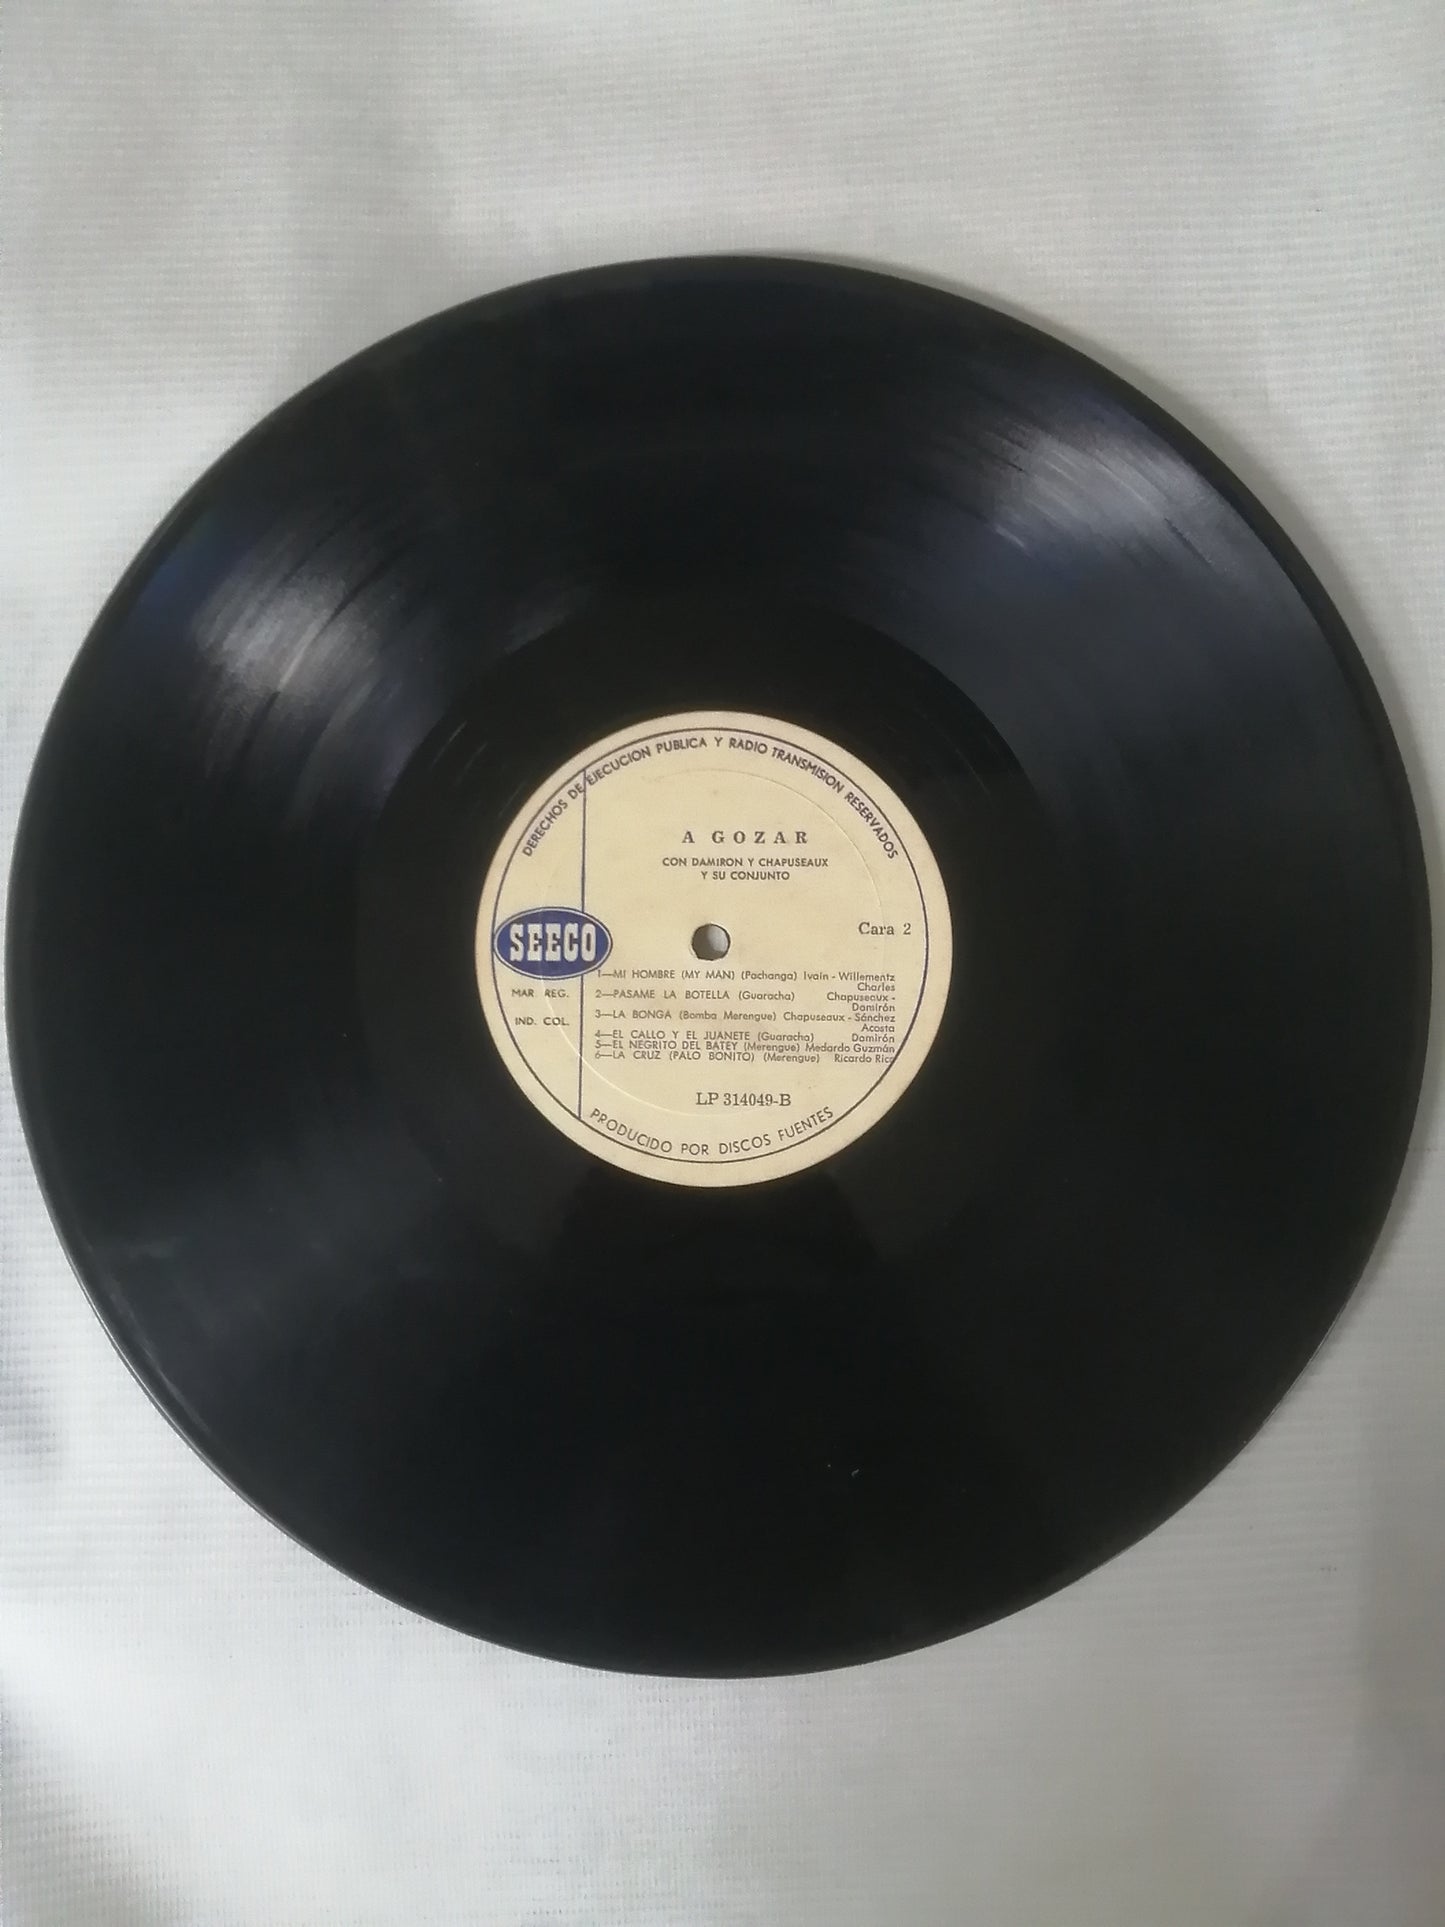 DERECHOS DE EJECUCION PUBLICA Y RADIO TRANSMISION RESERVADOS
A GOZAR
CON DAMIRON Y CHAPUSEAUX
Y SU CONJUNTO
Cara 2
SEECO
MAR. REG.
IND. COL.
1—MI HOMBRE (MY MAN) (Pachanga) Ivain - Willementz
Charles
2—PASAME LA BOTELLA (Guaracha) Chapuseaux -
Damirón
3—LA BONGA (Bomba Merengue) Chapuseaux - Sánchez
Acosta
4—EL CALLO Y EL JUANETE (Guaracha) Damirón
5—EL NEGRITO DEL BATEY (Merengue) Medardo Guzmán
6—LA CRUZ (PALO BONITO) (Merengue) Ricardo Rico
LP 314049-B
PRODUCIDO POR DISCOS FUENTES